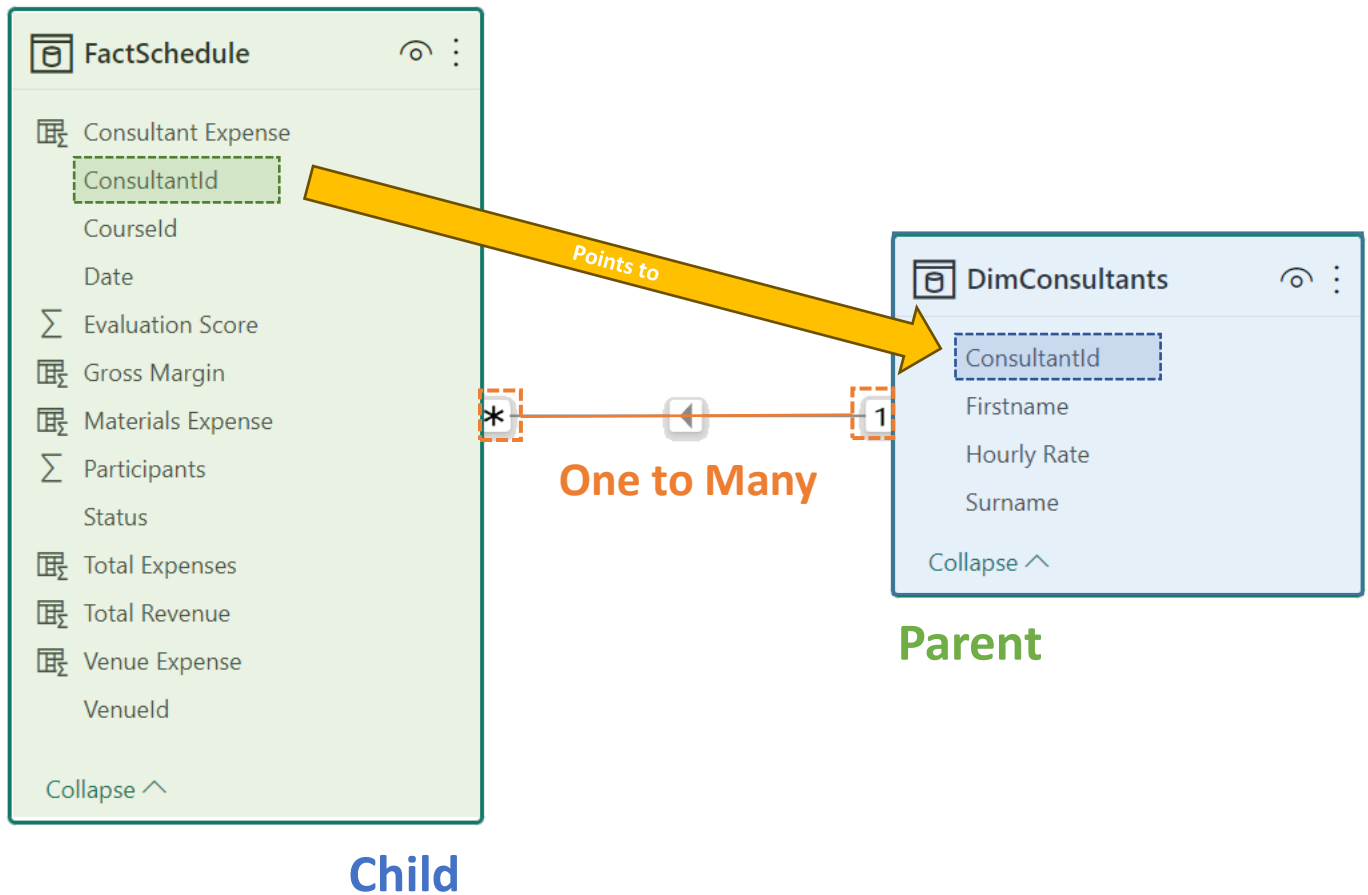 FactSchedule
Consultant Expense
ConsultantId
CourseId
Date
Evaluation Score
Gross Margin
Materials Expense
Participants
Status
Total Expenses
Total Revenue
Venue Expense
VenueId
Collapse
Child
Points to
*
1
One to Many
DimConsultants
ConsultantId
Firstname
Hourly Rate
Surname
Collapse
Parent